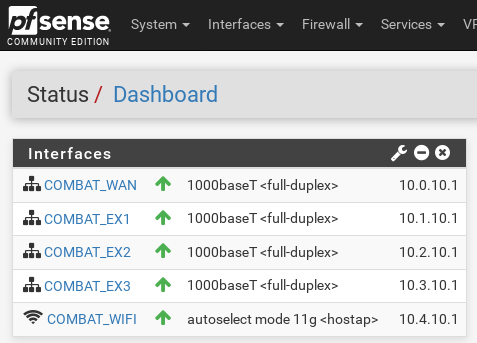 pfsense
COMMUNITY EDITION
System Interfaces Firewall Services VP
Status / Dashboard
Interfaces
COMBAT_WAN 1000baseT <full-duplex> 10.0.10.1
COMBAT_EX1 1000baseT <full-duplex> 10.1.10.1
COMBAT_EX2 1000baseT <full-duplex> 10.2.10.1
COMBAT_EX3 1000baseT <full-duplex> 10.3.10.1
COMBAT_WIFI autoselect mode 11g <hostap> 10.4.10.1